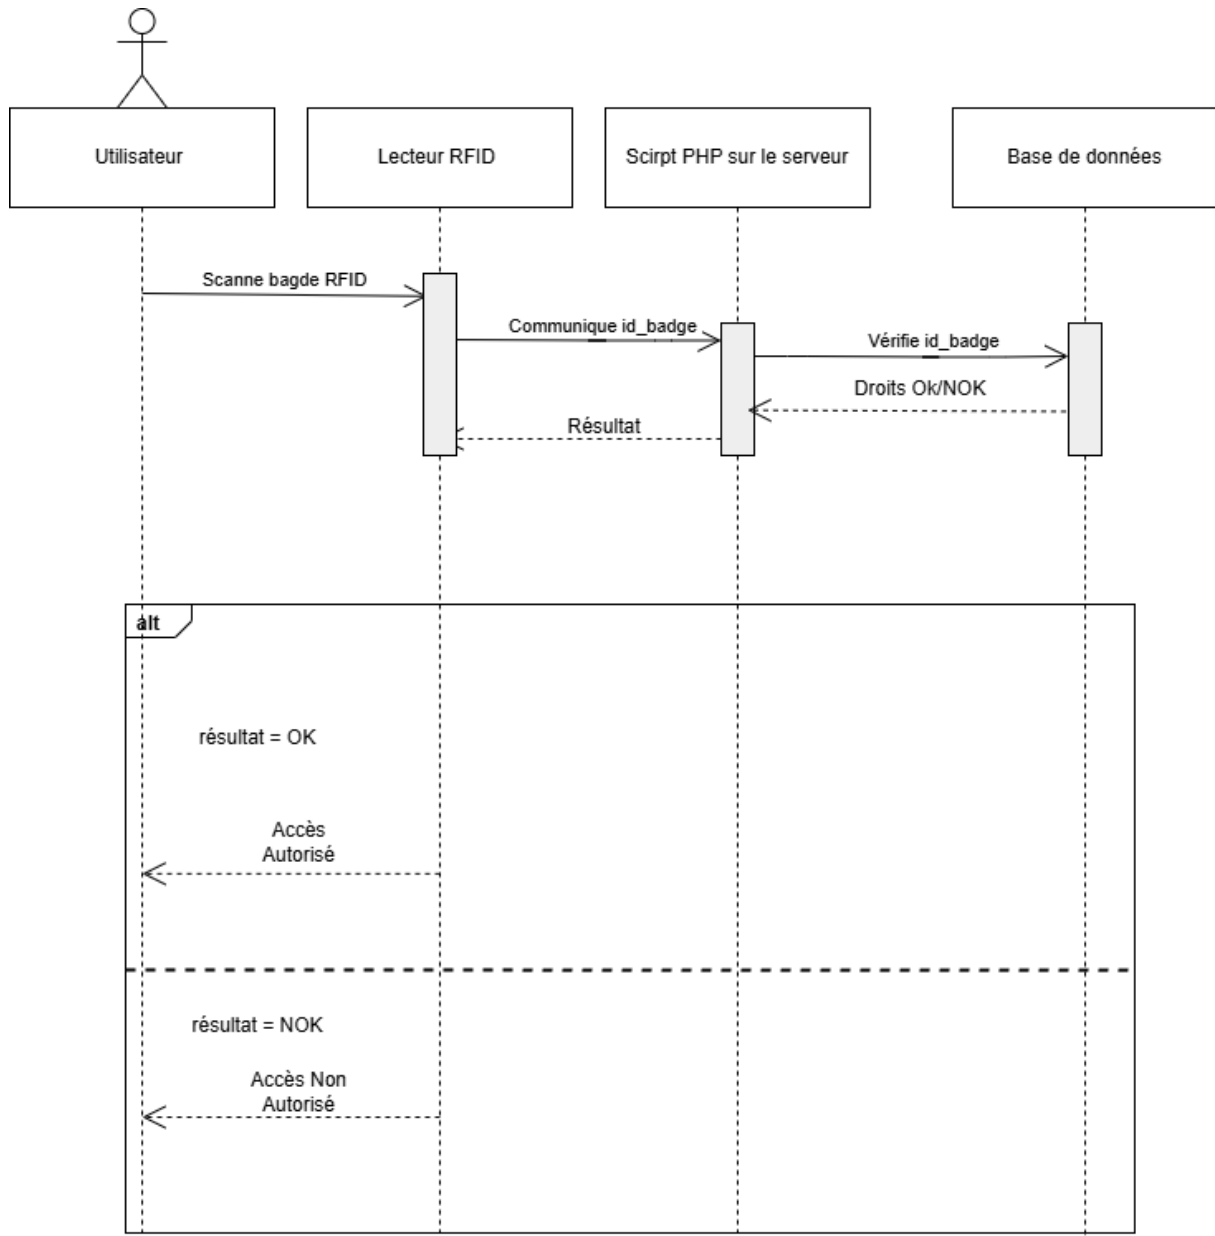 Utilisateur
Lecteur RFID
Scirpt PHP sur le serveur
Base de données
Scanne bagde RFID
Communique id_badge
Vérifie id_badge
Droits Ok/NOK
Résultat
alt
résultat = OK
Accès
Autorisé
résultat = NOK
Accès Non
Autorisé